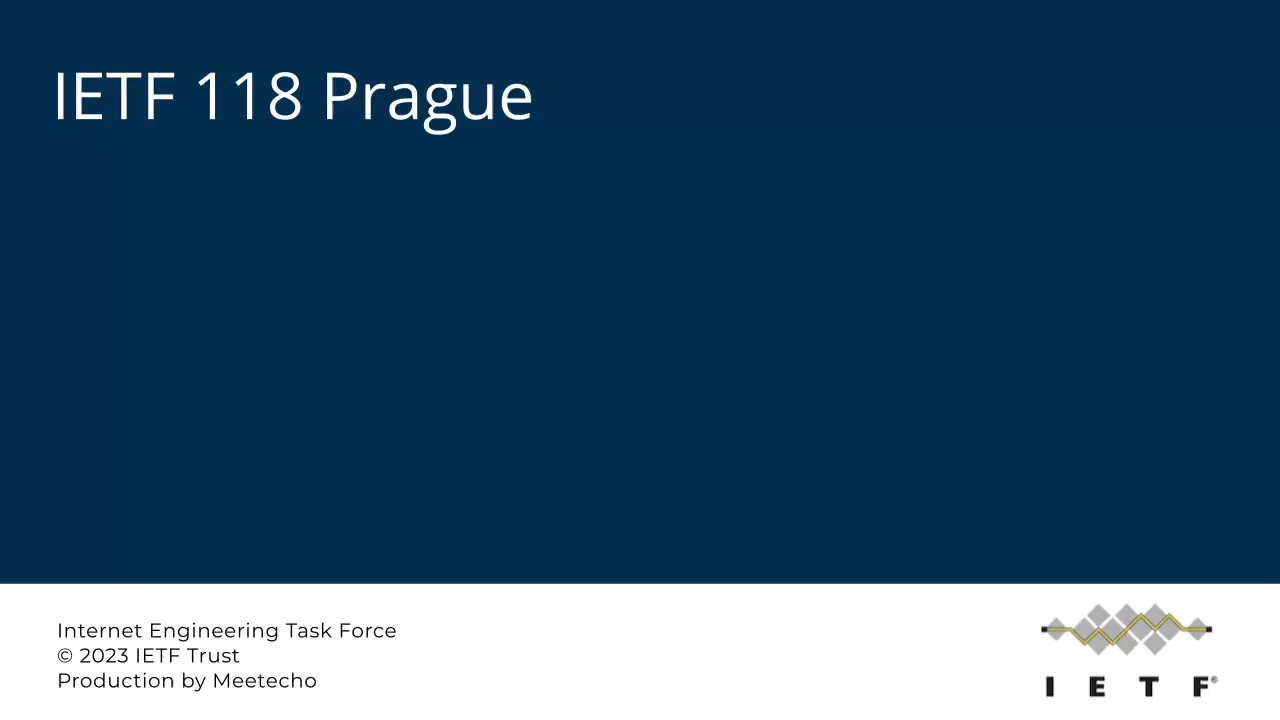 IETF 118 Prague
Internet Engineering Task Force
© 2023 IETF Trust
Production by Meetecho
I E T F®